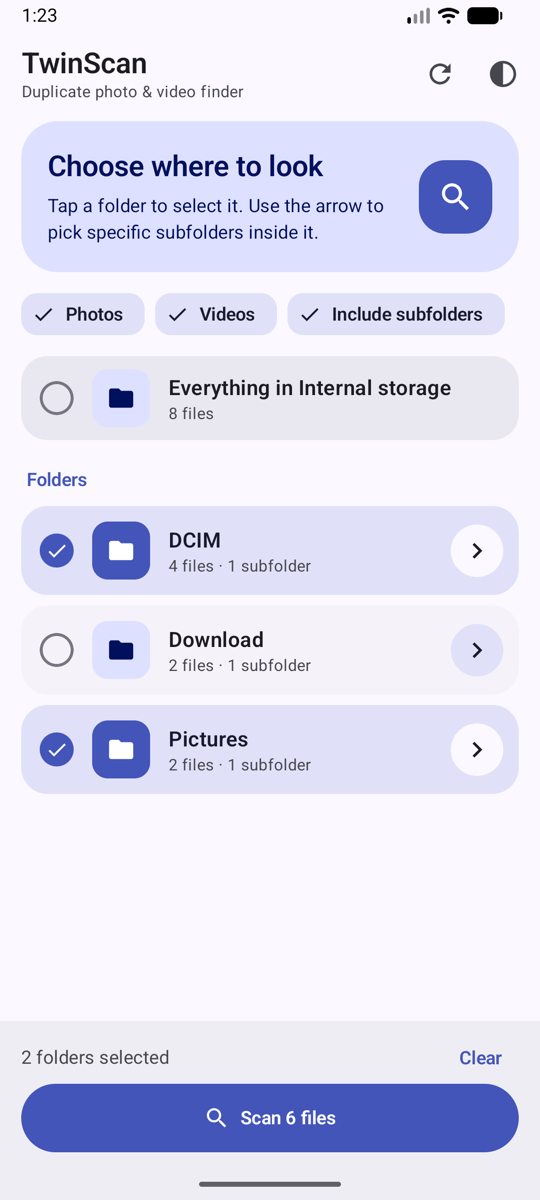 1:23
TwinScan
Duplicate photo & video finder
Choose where to look
Tap a folder to select it. Use the arrow to
pick specific subfolders inside it.
Photos
Videos
Include subfolders
Everything in Internal storage
8 files
Folders
DCIM
4 files · 1 subfolder
Download
2 files · 1 subfolder
Pictures
2 files · 1 subfolder
2 folders selected
Clear
Scan 6 files